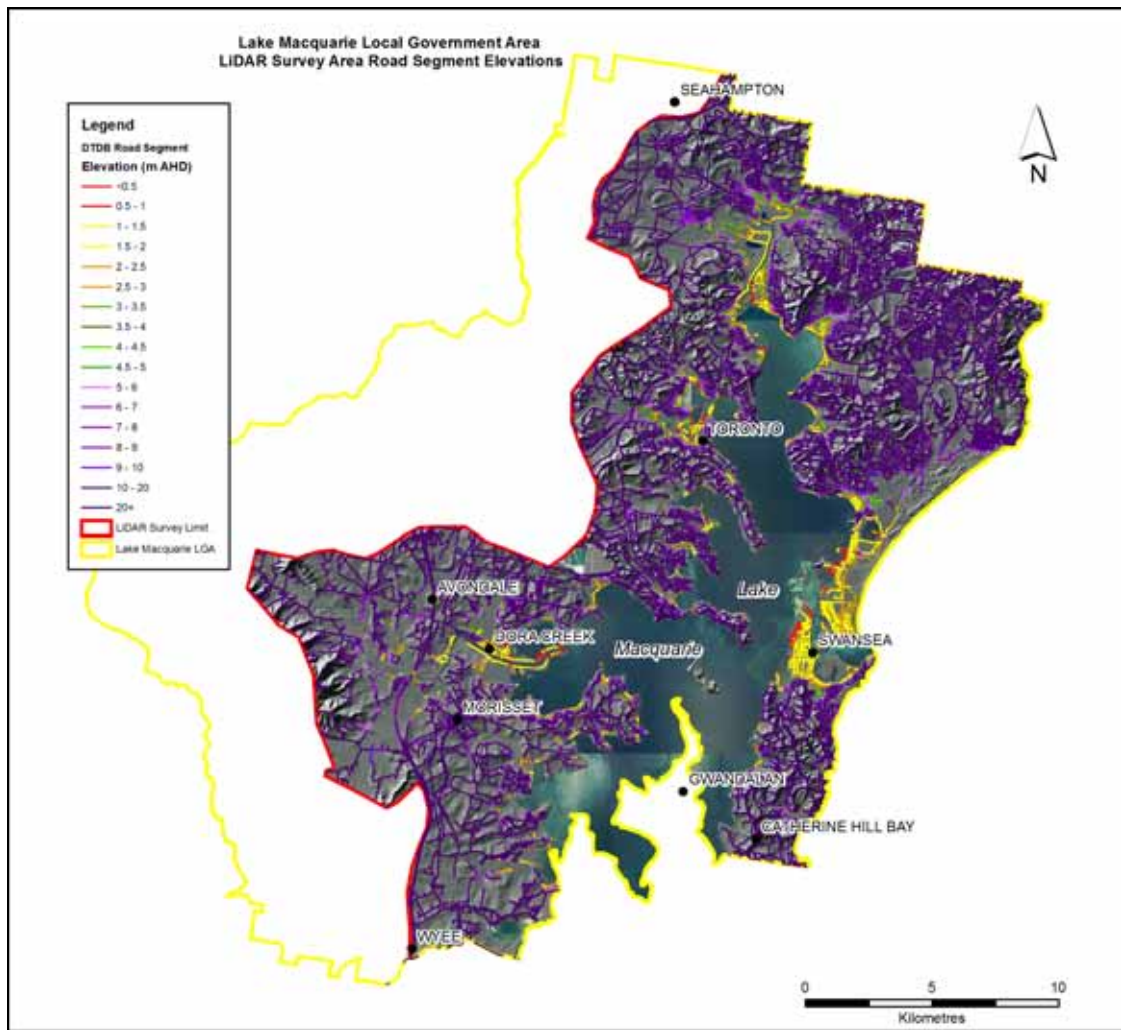 Lake Macquarie Local Government Area
LiDAR Survey Area Road Segment Elevations
SEAHAMPTON
Legend
DTDB Road Segment
Elevation (m AHD)
<0.5
0.5 - 1
1 - 1.5
1.5 - 2
2 - 2.5
2.5 - 3
3 - 3.5
3.5 - 4
4 - 4.5
4.5 - 5
5 - 6
6 - 7
7 - 8
8 - 9
9 - 10
10 - 20
20+
LiDAR Survey Limit
Lake Macquarie LGA
N
TORONTO
Lake
AVONDALE
DORA CREEK
Macquarie
SWANSEA
MORISSET
GWANDALAN
CATHERINE HILL BAY
WYEE
0 5 10
Kilometres